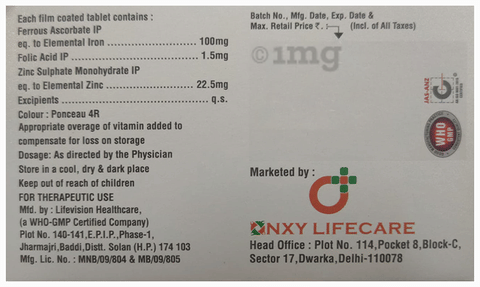 Each film coated tablet contains :
Ferrous Ascorbate IP
eq. to Elemental Iron ........................ 100mg
Folic Acid IP ................................... 1.5mg
Zinc Sulphate Monohydrate IP
eq. to Elemental Zinc ....................... 22.5mg
Excipients ....................................... q.s.
Colour : Ponceau 4R
Appropriate overage of vitamin added to
compensate for loss on storage
Dosage: As directed by the Physician
Store in a cool, dry & dark place
Keep out of reach of children
FOR THERAPEUTIC USE
Mfd. by : Lifevision Healthcare,
(a WHO-GMP Certified Company)
Plot No. 140-141,E.P.I.P.,Phase-1,
Jharmajri,Baddi,Distt. Solan (H.P.) 174 103
Mfg. Lic. No. : MNB/09/804 & MB/09/805
Batch No., Mfg. Date, Exp. Date &
Max. Retail Price ₹ . : (Incl. of All Taxes)
©1mg
JAS-ANZ
WHO
GMP
Marketed by :
ONXY LIFECARE
Head Office : Plot No. 114,Pocket 8,Block-C,
Sector 17,Dwarka,Delhi-110078